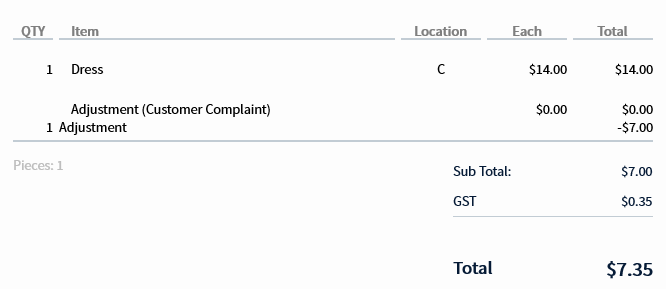 QTY Item Location Each Total
1 Dress C $14.00 $14.00
Adjustment (Customer Complaint) $0.00 $0.00
1 Adjustment -$7.00
Pieces: 1
Sub Total: $7.00
GST $0.35
Total $7.35